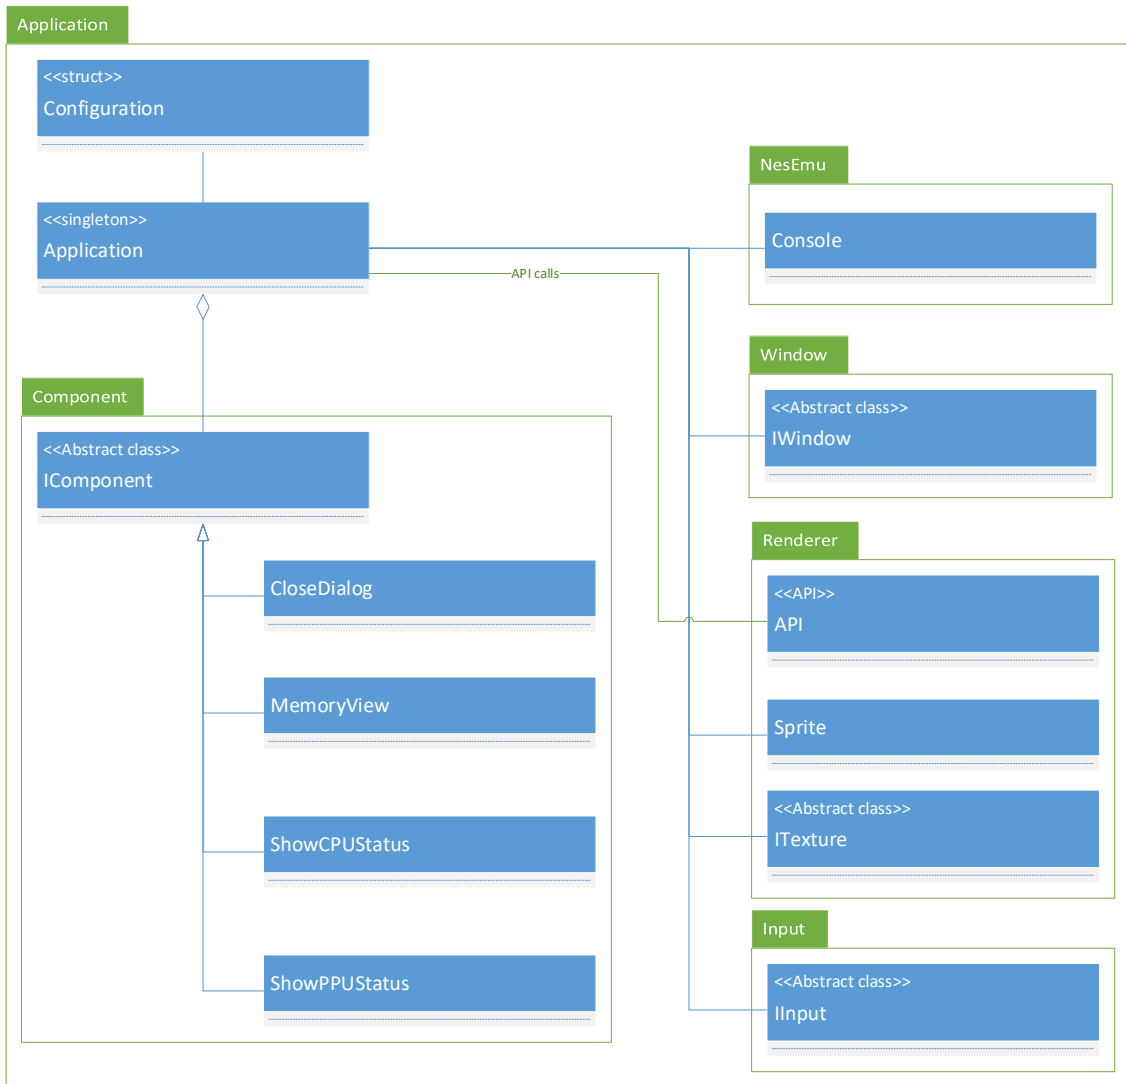 Application
<<struct>>
Configuration
<<singleton>>
Application
API calls
Component
<<Abstract class>>
IComponent
CloseDialog
MemoryView
ShowCPUStatus
ShowPPUStatus
NesEmu
Console
Window
<<Abstract class>>
IWindow
Renderer
<<API>>
API
Sprite
<<Abstract class>>
ITexture
Input
<<Abstract class>>
IInput